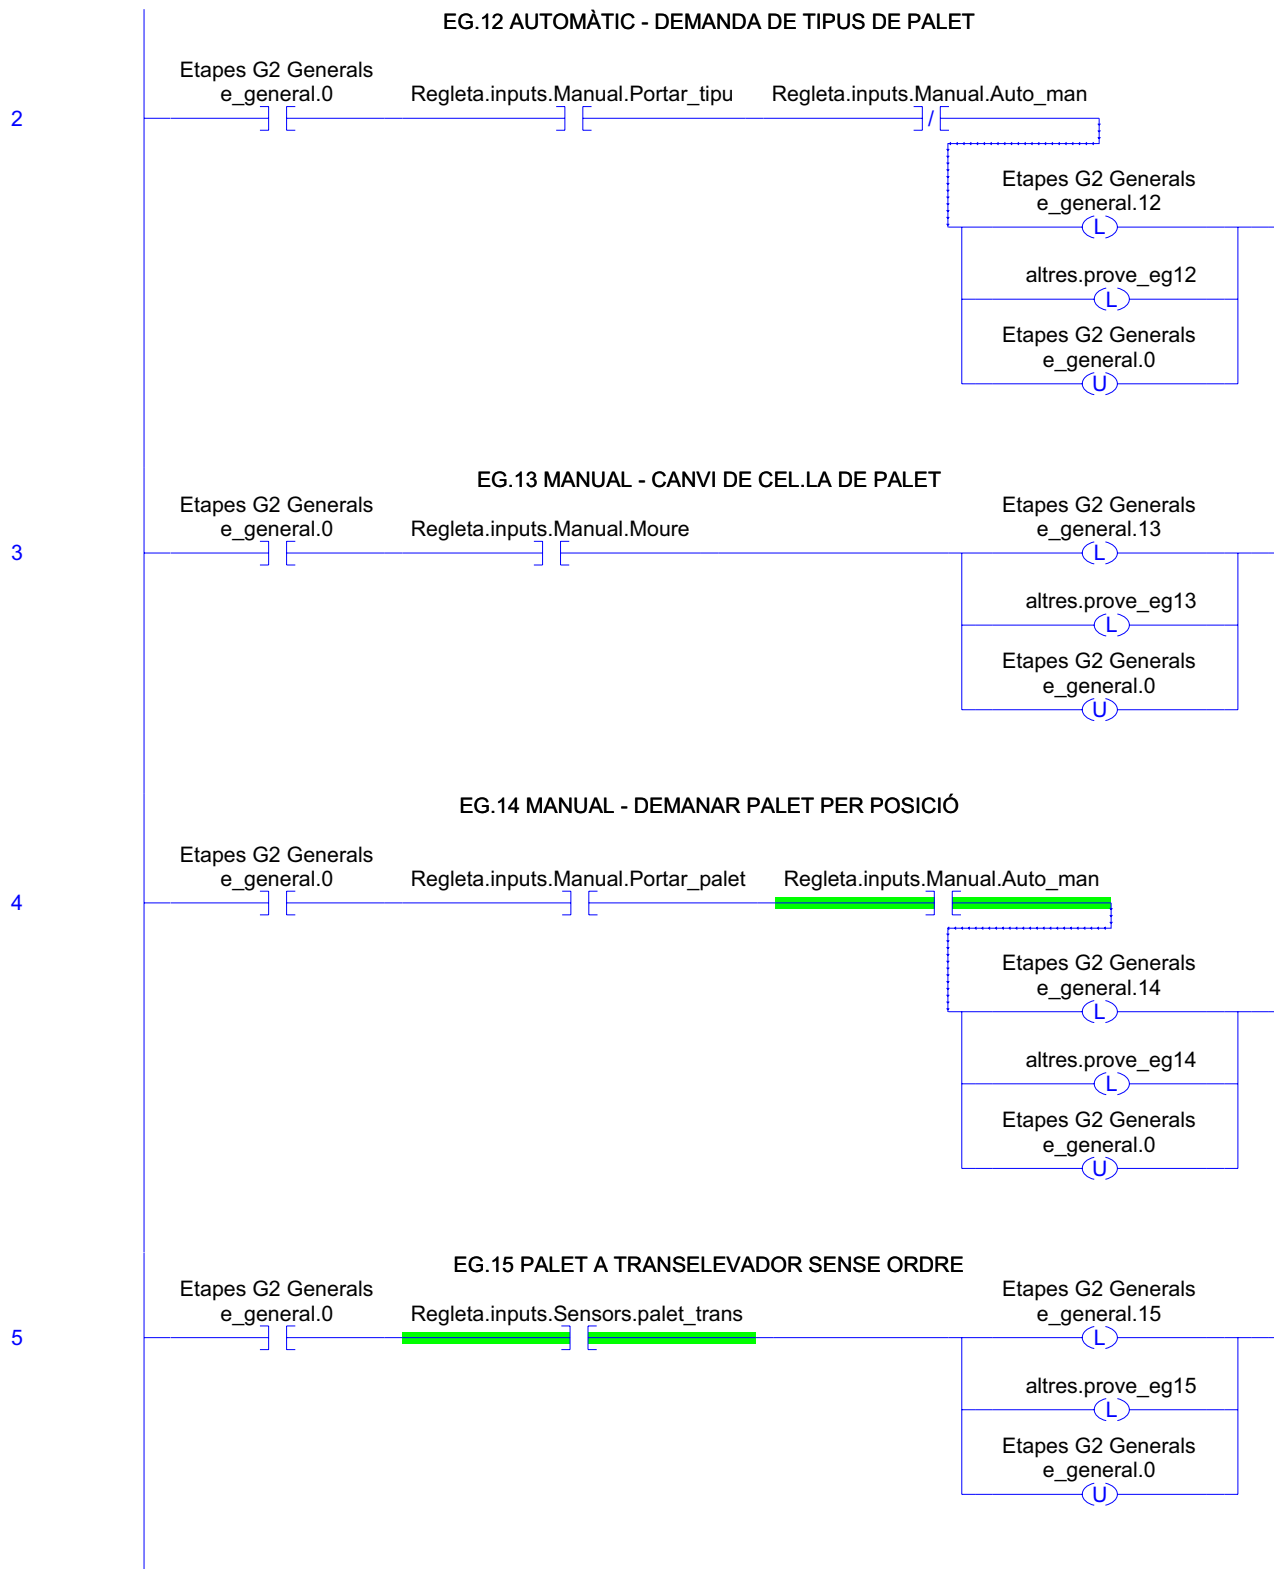 EG.12 AUTOMÀTIC - DEMANDA DE TIPUS DE PALET
Etapes G2 Generals
e_general.0
Regleta.inputs.Manual.Portar_tipu
Regleta.inputs.Manual.Auto_man
2
/
Etapes G2 Generals
e_general.12
L
altres.prove_eg12
L
Etapes G2 Generals
e_general.0
U
EG.13 MANUAL - CANVI DE CEL.LA DE PALET
Etapes G2 Generals
e_general.0
Regleta.inputs.Manual.Moure
Etapes G2 Generals
e_general.13
3
L
altres.prove_eg13
L
Etapes G2 Generals
e_general.0
U
EG.14 MANUAL - DEMANAR PALET PER POSICIÓ
Etapes G2 Generals
e_general.0
Regleta.inputs.Manual.Portar_palet
Regleta.inputs.Manual.Auto_man
4
Etapes G2 Generals
e_general.14
L
altres.prove_eg14
L
Etapes G2 Generals
e_general.0
U
EG.15 PALET A TRANSELEVADOR SENSE ORDRE
Etapes G2 Generals
e_general.0
Regleta.inputs.Sensors.palet_trans
Etapes G2 Generals
e_general.15
5
L
altres.prove_eg15
L
Etapes G2 Generals
e_general.0
U